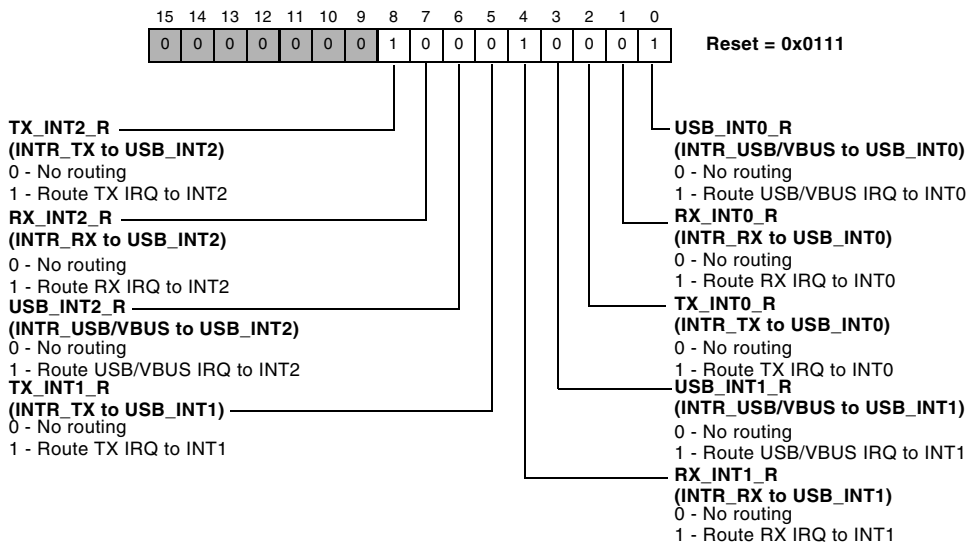 15 14 13 12 11 10 9 8 7 6 5 4 3 2 1 0
0 0 0 0 0 0 0 1 0 0 0 1 0 0 0 1
Reset = 0x0111
TX_INT2_R
(INTR_TX to USB_INT2)
0 - No routing
1 - Route TX IRQ to INT2
RX_INT2_R
(INTR_RX to USB_INT2)
0 - No routing
1 - Route RX IRQ to INT2
USB_INT2_R
(INTR_USB/VBUS to USB_INT2)
0 - No routing
1 - Route USB/VBUS IRQ to INT2
TX_INT1_R
(INTR_TX to USB_INT1)
0 - No routing
1 - Route TX IRQ to INT1
USB_INT0_R
(INTR_USB/VBUS to USB_INT0)
0 - No routing
1 - Route USB/VBUS IRQ to INT0
RX_INT0_R
(INTR_RX to USB_INT0)
0 - No routing
1 - Route RX IRQ to INT0
TX_INT0_R
(INTR_TX to USB_INT0)
0 - No routing
1 - Route TX IRQ to INT0
USB_INT1_R
(INTR_USB/VBUS to USB_INT1)
0 - No routing
1 - Route USB/VBUS IRQ to INT1
RX_INT1_R
(INTR_RX to USB_INT1)
0 - No routing
1 - Route RX IRQ to INT1